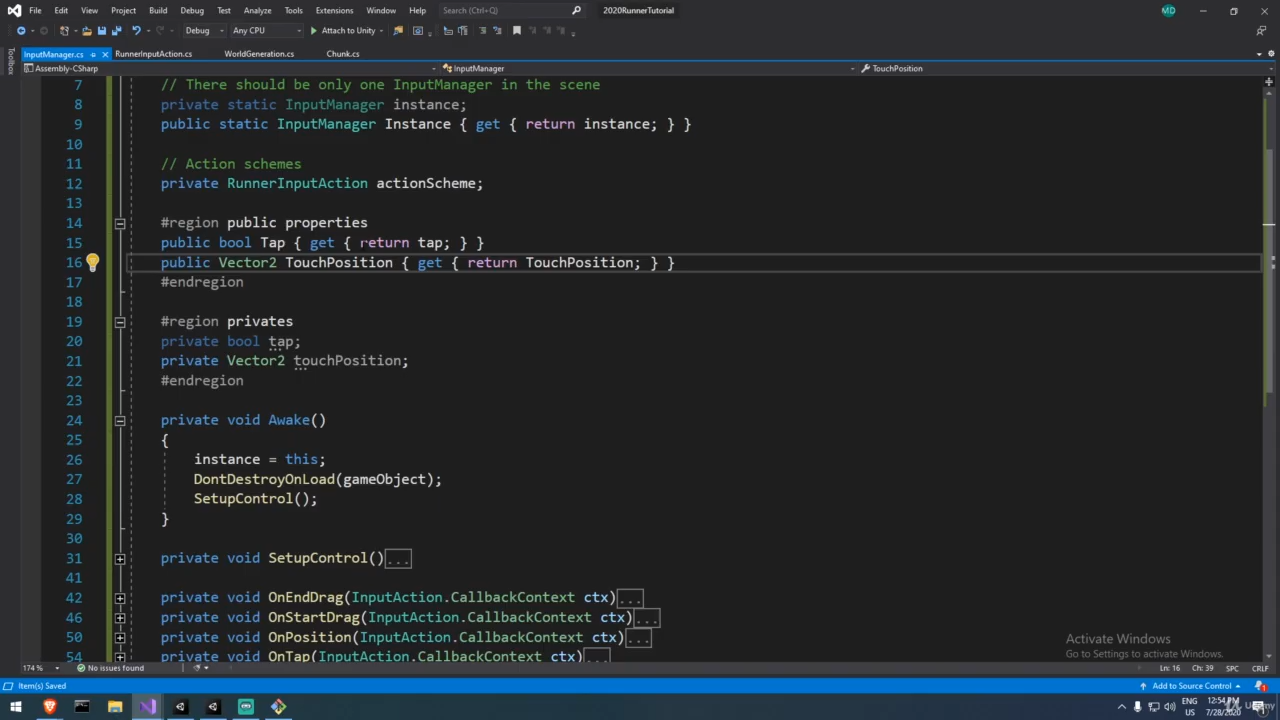 File Edit View Project Build Debug Test Analyze Tools Extensions Window Help Search (Ctrl+Q) 2020RunnerTutorial MD
Debug Any CPU Attach to Unity
Toolbox
InputManager.cs RunnerInputAction.cs WorldGeneration.cs Chunk.cs
Assembly-CSharp InputManager TouchPosition
7 // There should be only one InputManager in the scene
8 private static InputManager instance;
9 public static InputManager Instance { get { return instance; } }
10
11 // Action schemes
12 private RunnerInputAction actionScheme;
13
14 #region public properties
15 public bool Tap { get { return tap; } }
16 public Vector2 TouchPosition { get { return TouchPosition; } }
17 #endregion
18
19 #region privates
20 private bool tap;
21 private Vector2 touchPosition;
22 #endregion
23
24 private void Awake()
25 {
26 instance = this;
27 DontDestroyOnLoad(gameObject);
28 SetupControl();
29 }
30
31 private void SetupControl()...
41
42 private void OnEndDrag(InputAction.CallbackContext ctx)...
46 private void OnStartDrag(InputAction.CallbackContext ctx)...
50 private void OnPosition(InputAction.CallbackContext ctx)...
54 private void OnTap(InputAction.CallbackContext ctx)...
Activate Windows
Go to Settings to activate Windows.
174 % No issues found Ln: 16 Ch: 39 SPC CRLF
Item(s) Saved Add to Source Control 1
ENG 12:54 PM
US 7/28/2020
Udemy